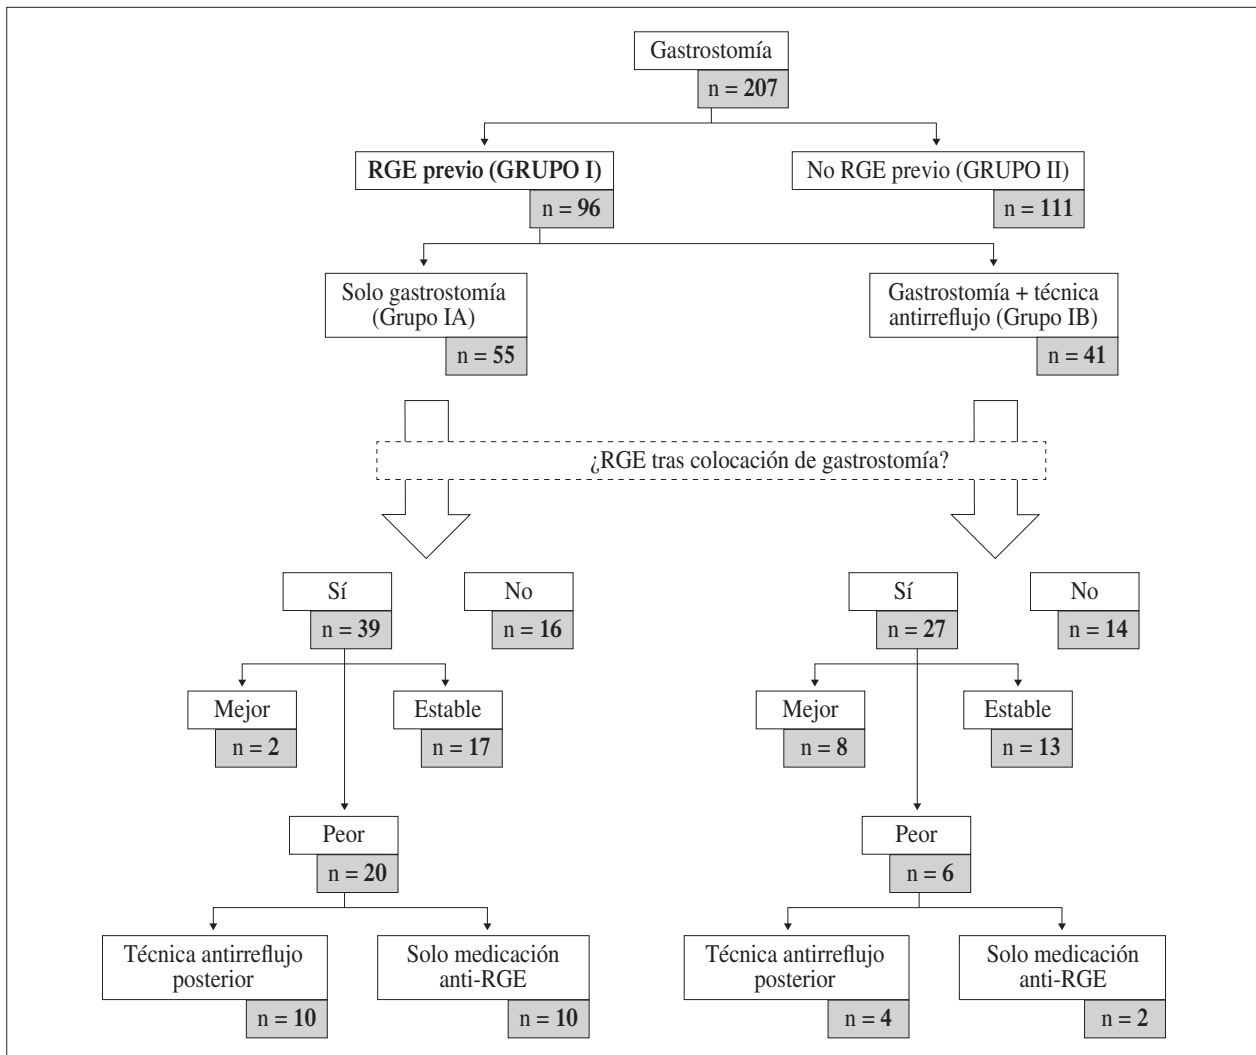 Gastrostomía
n = 207
RGE previo (GRUPO I)
n = 96
No RGE previo (GRUPO II)
n = 111
Solo gastrostomía
(Grupo IA)
n = 55
Gastrostomía + técnica
antirreflujo (Grupo IB)
n = 41
¿RGE tras colocación de gastrostomía?
Sí
n = 39
No
n = 16
Sí
n = 27
No
n = 14
Mejor
n = 2
Estable
n = 17
Mejor
n = 8
Estable
n = 13
Peor
n = 20
Peor
n = 6
Técnica antirreflujo
posterior
n = 10
Solo medicación
anti-RGE
n = 10
Técnica antirreflujo
posterior
n = 4
Solo medicación
anti-RGE
n = 2